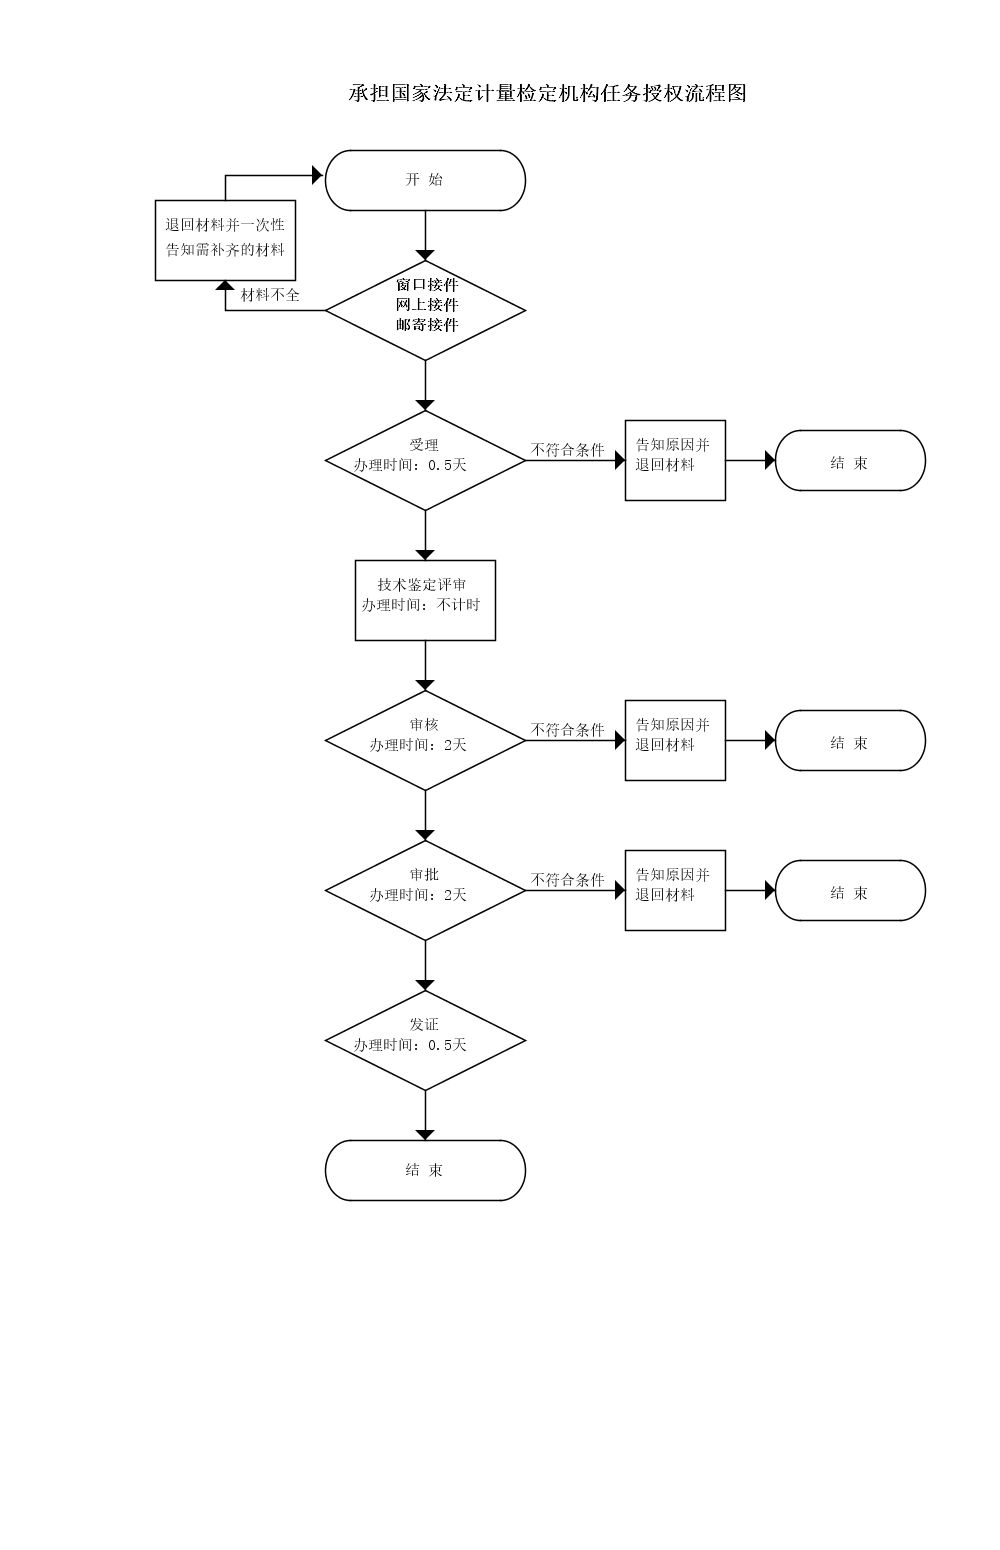 承担国家法定计量检定机构任务授权流程图
开 始
退回材料并一次性
告知需补齐的材料
材料不全
窗口接件
网上接件
邮寄接件
受理
办理时间：0.5天
不符合条件
告知原因并
退回材料
结 束
技术鉴定评审
办理时间：不计时
审核
办理时间：2天
不符合条件
告知原因并
退回材料
结 束
审批
办理时间：2天
不符合条件
告知原因并
退回材料
结 束
发证
办理时间：0.5天
结 束